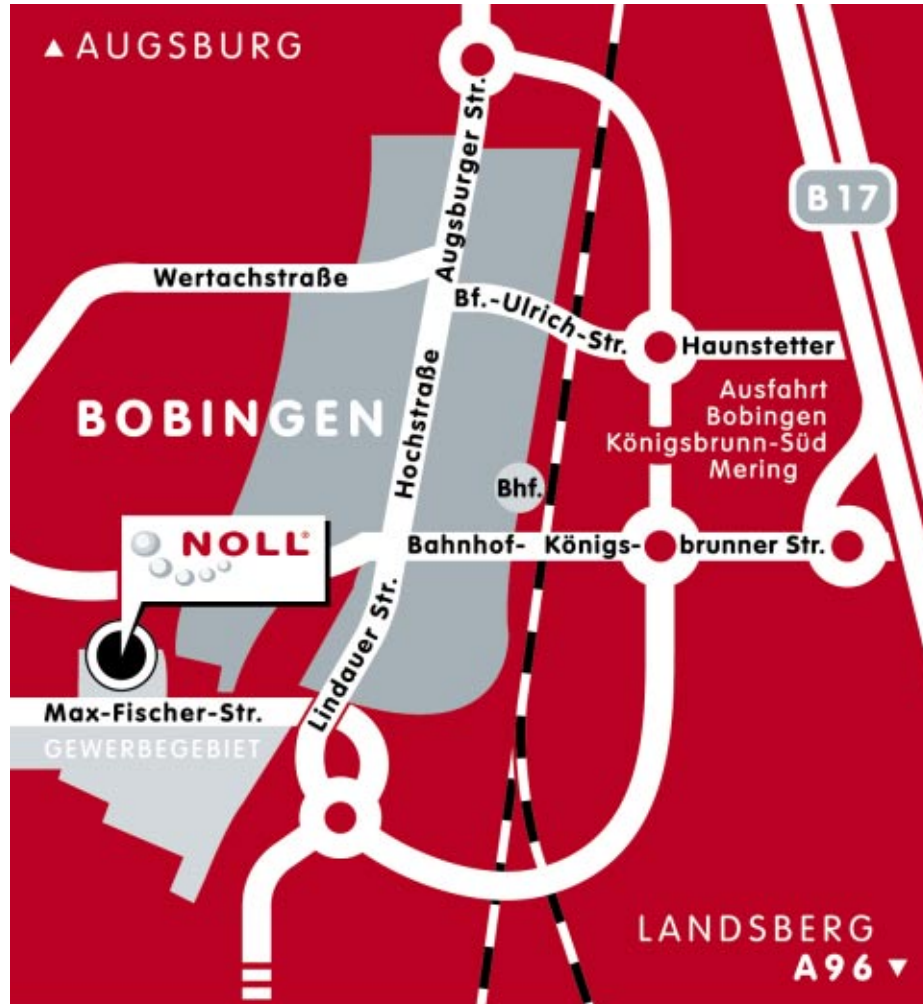 ▲ AUGSBURG
Augsburger Str.
B 17
Wertachstraße
Bf.-Ulrich-Str.
Haunstetter
Ausfahrt
Bobingen
Königsbrunn-Süd
Mering
BOBINGEN
Hochstraße
Bhf.
NOLL®
Bahnhof- Königs- brunner Str.
Lindauer Str.
Max-Fischer-Str.
GEWERBEGEBIET
LANDSBERG
A96 ▼